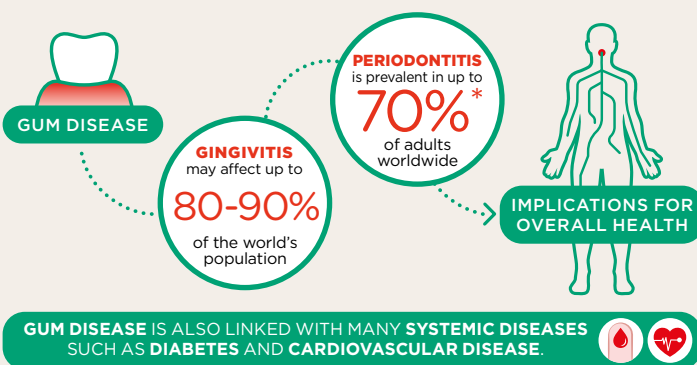 GUM DISEASE
GINGIVITIS
may affect up to
80-90%
of the world's
population
PERIODONTITIS
is prevalent in up to
70%*
of adults
worldwide
IMPLICATIONS FOR
OVERALL HEALTH
GUM DISEASE IS ALSO LINKED WITH MANY SYSTEMIC DISEASES
SUCH AS DIABETES AND CARDIOVASCULAR DISEASE.